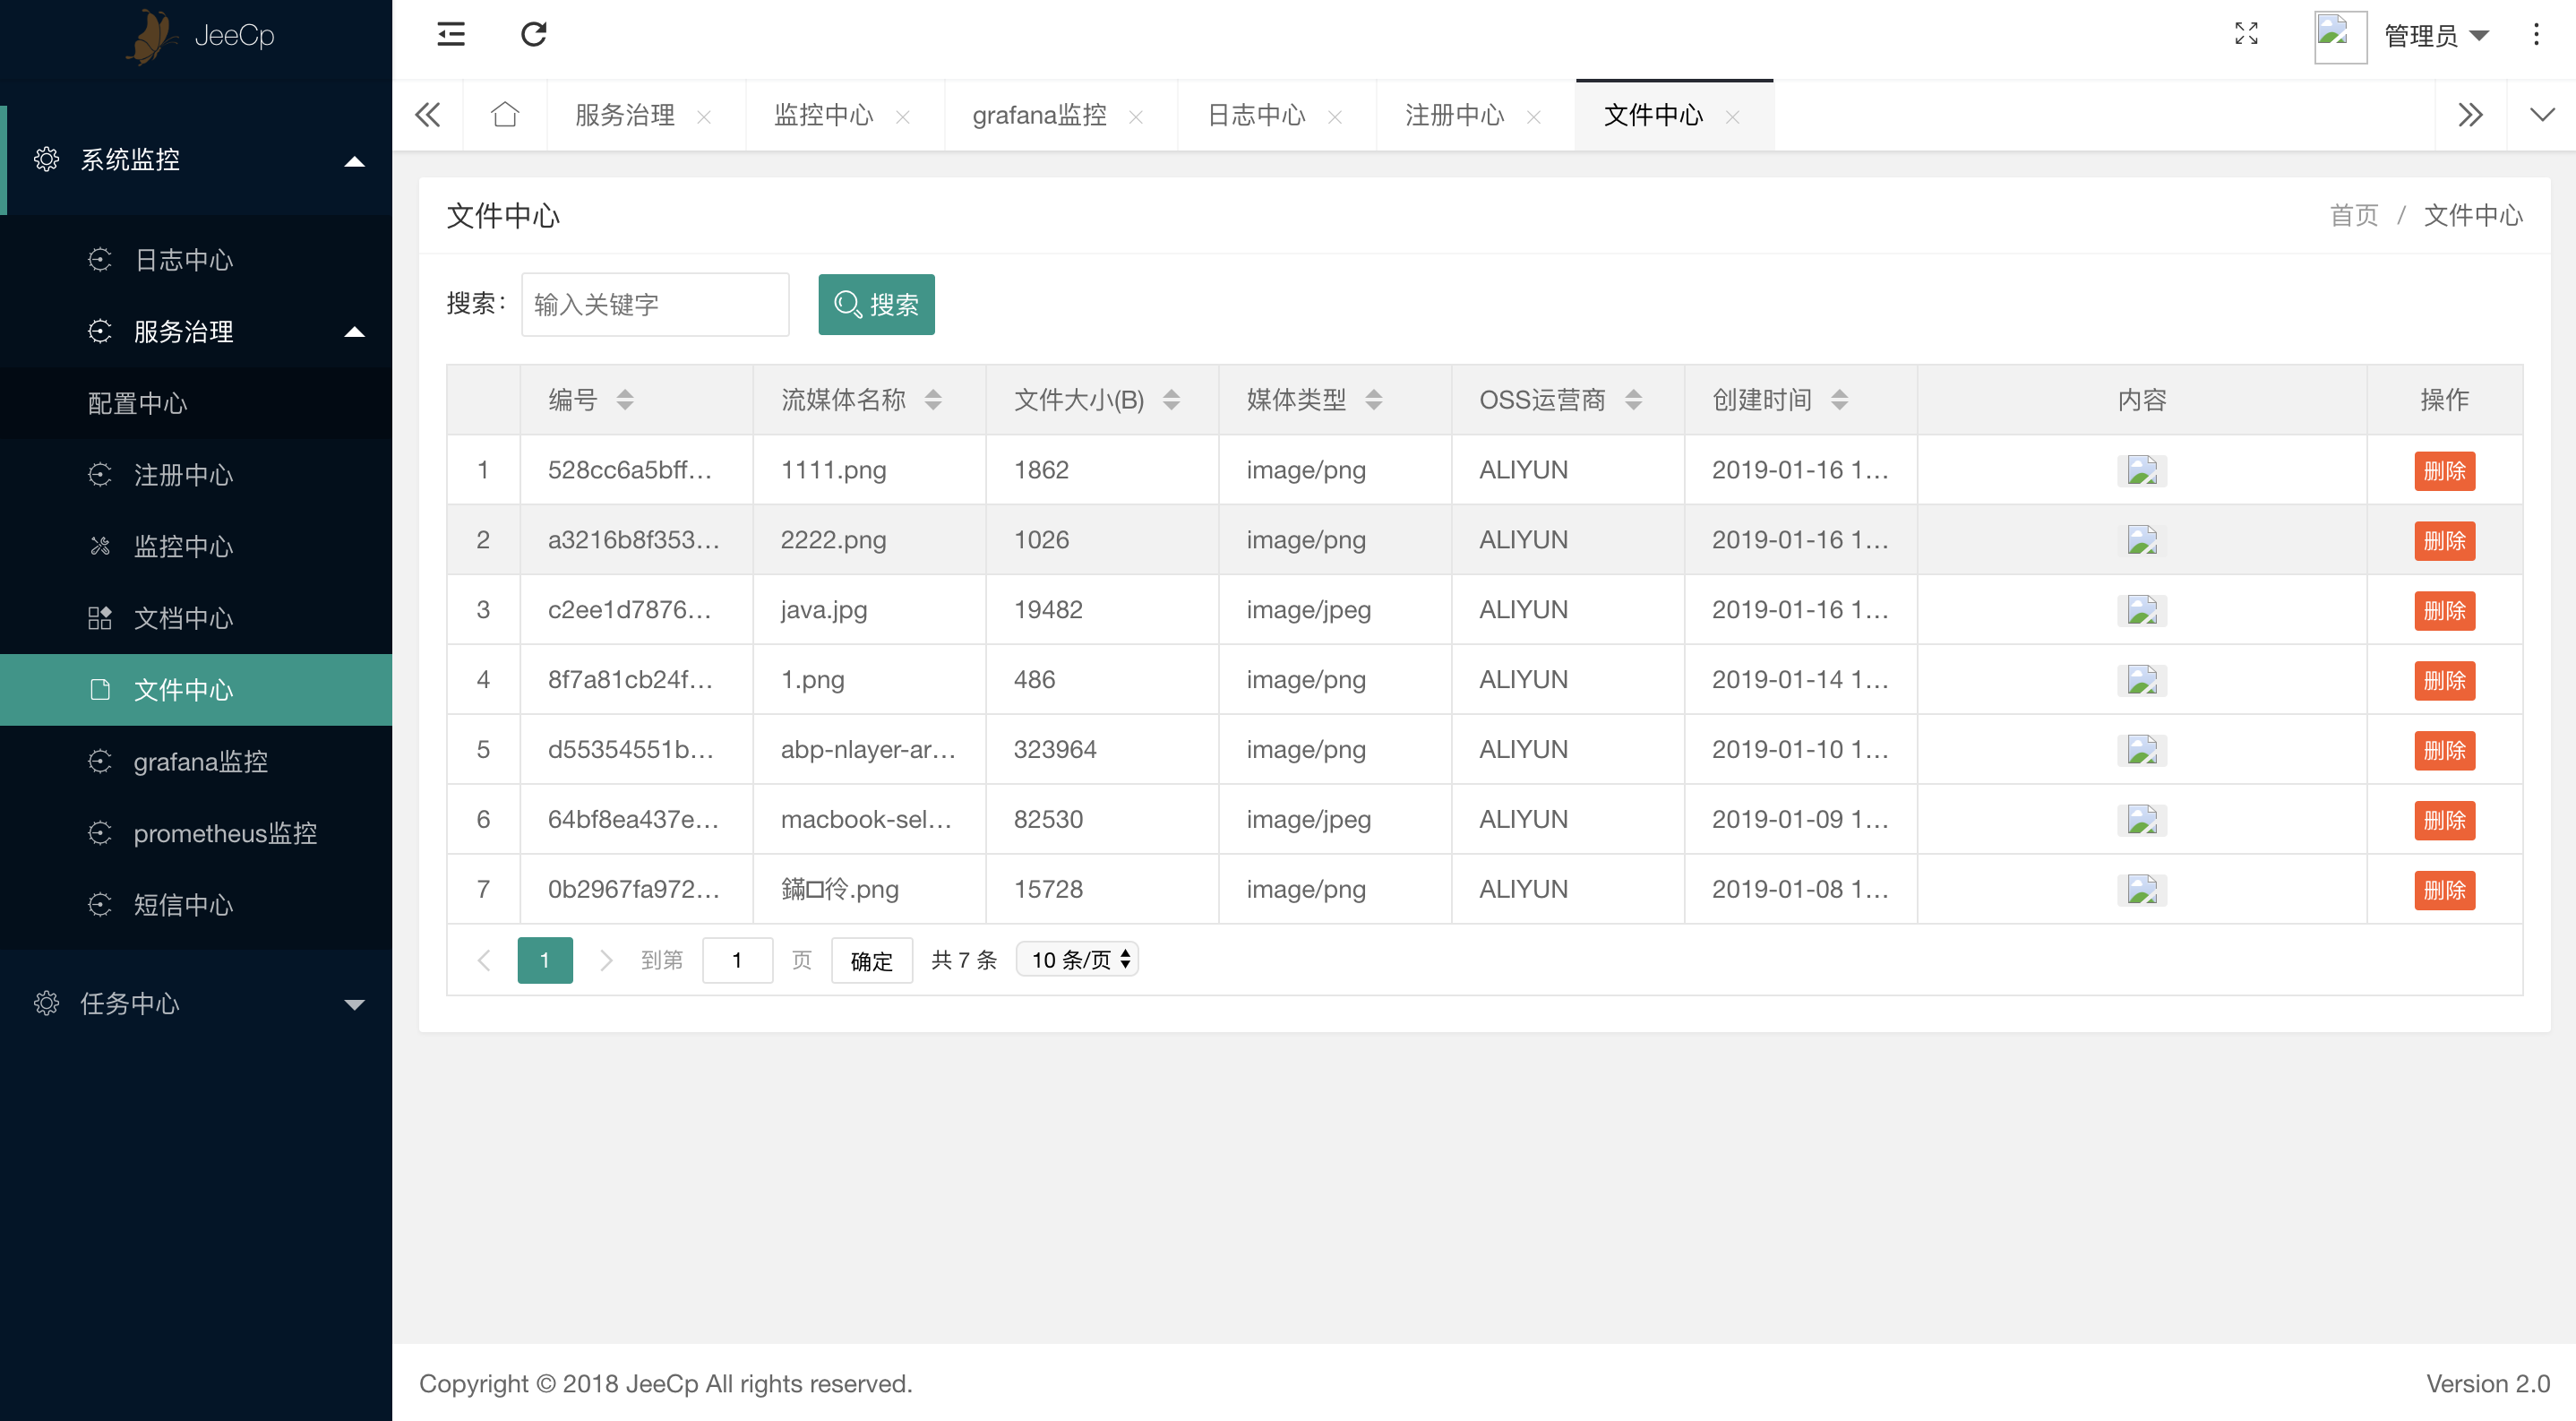 JeeCp
管理员
服务治理
监控中心
grafana监控
日志中心
注册中心
文件中心
系统监控
日志中心
服务治理
配置中心
注册中心
监控中心
文档中心
文件中心
grafana监控
prometheus监控
短信中心
任务中心
文件中心
首页 / 文件中心
搜索： 输入关键字 搜索
编号 流媒体名称 文件大小(B) 媒体类型 OSS运营商 创建时间 内容 操作
1 528cc6a5bff... 1111.png 1862 image/png ALIYUN 2019-01-16 1... 删除
2 a3216b8f353... 2222.png 1026 image/png ALIYUN 2019-01-16 1... 删除
3 c2ee1d7876... java.jpg 19482 image/jpeg ALIYUN 2019-01-16 1... 删除
4 8f7a81cb24f... 1.png 486 image/png ALIYUN 2019-01-14 1... 删除
5 d55354551b... abp-nlayer-ar... 323964 image/png ALIYUN 2019-01-10 1... 删除
6 64bf8ea437e... macbook-sel... 82530 image/jpeg ALIYUN 2019-01-09 1... 删除
7 0b2967fa972... .png 15728 image/png ALIYUN 2019-01-08 1... 删除
1 到第 1 页 确定 共 7 条 10 条/页
Copyright © 2018 JeeCp All rights reserved.
Version 2.0